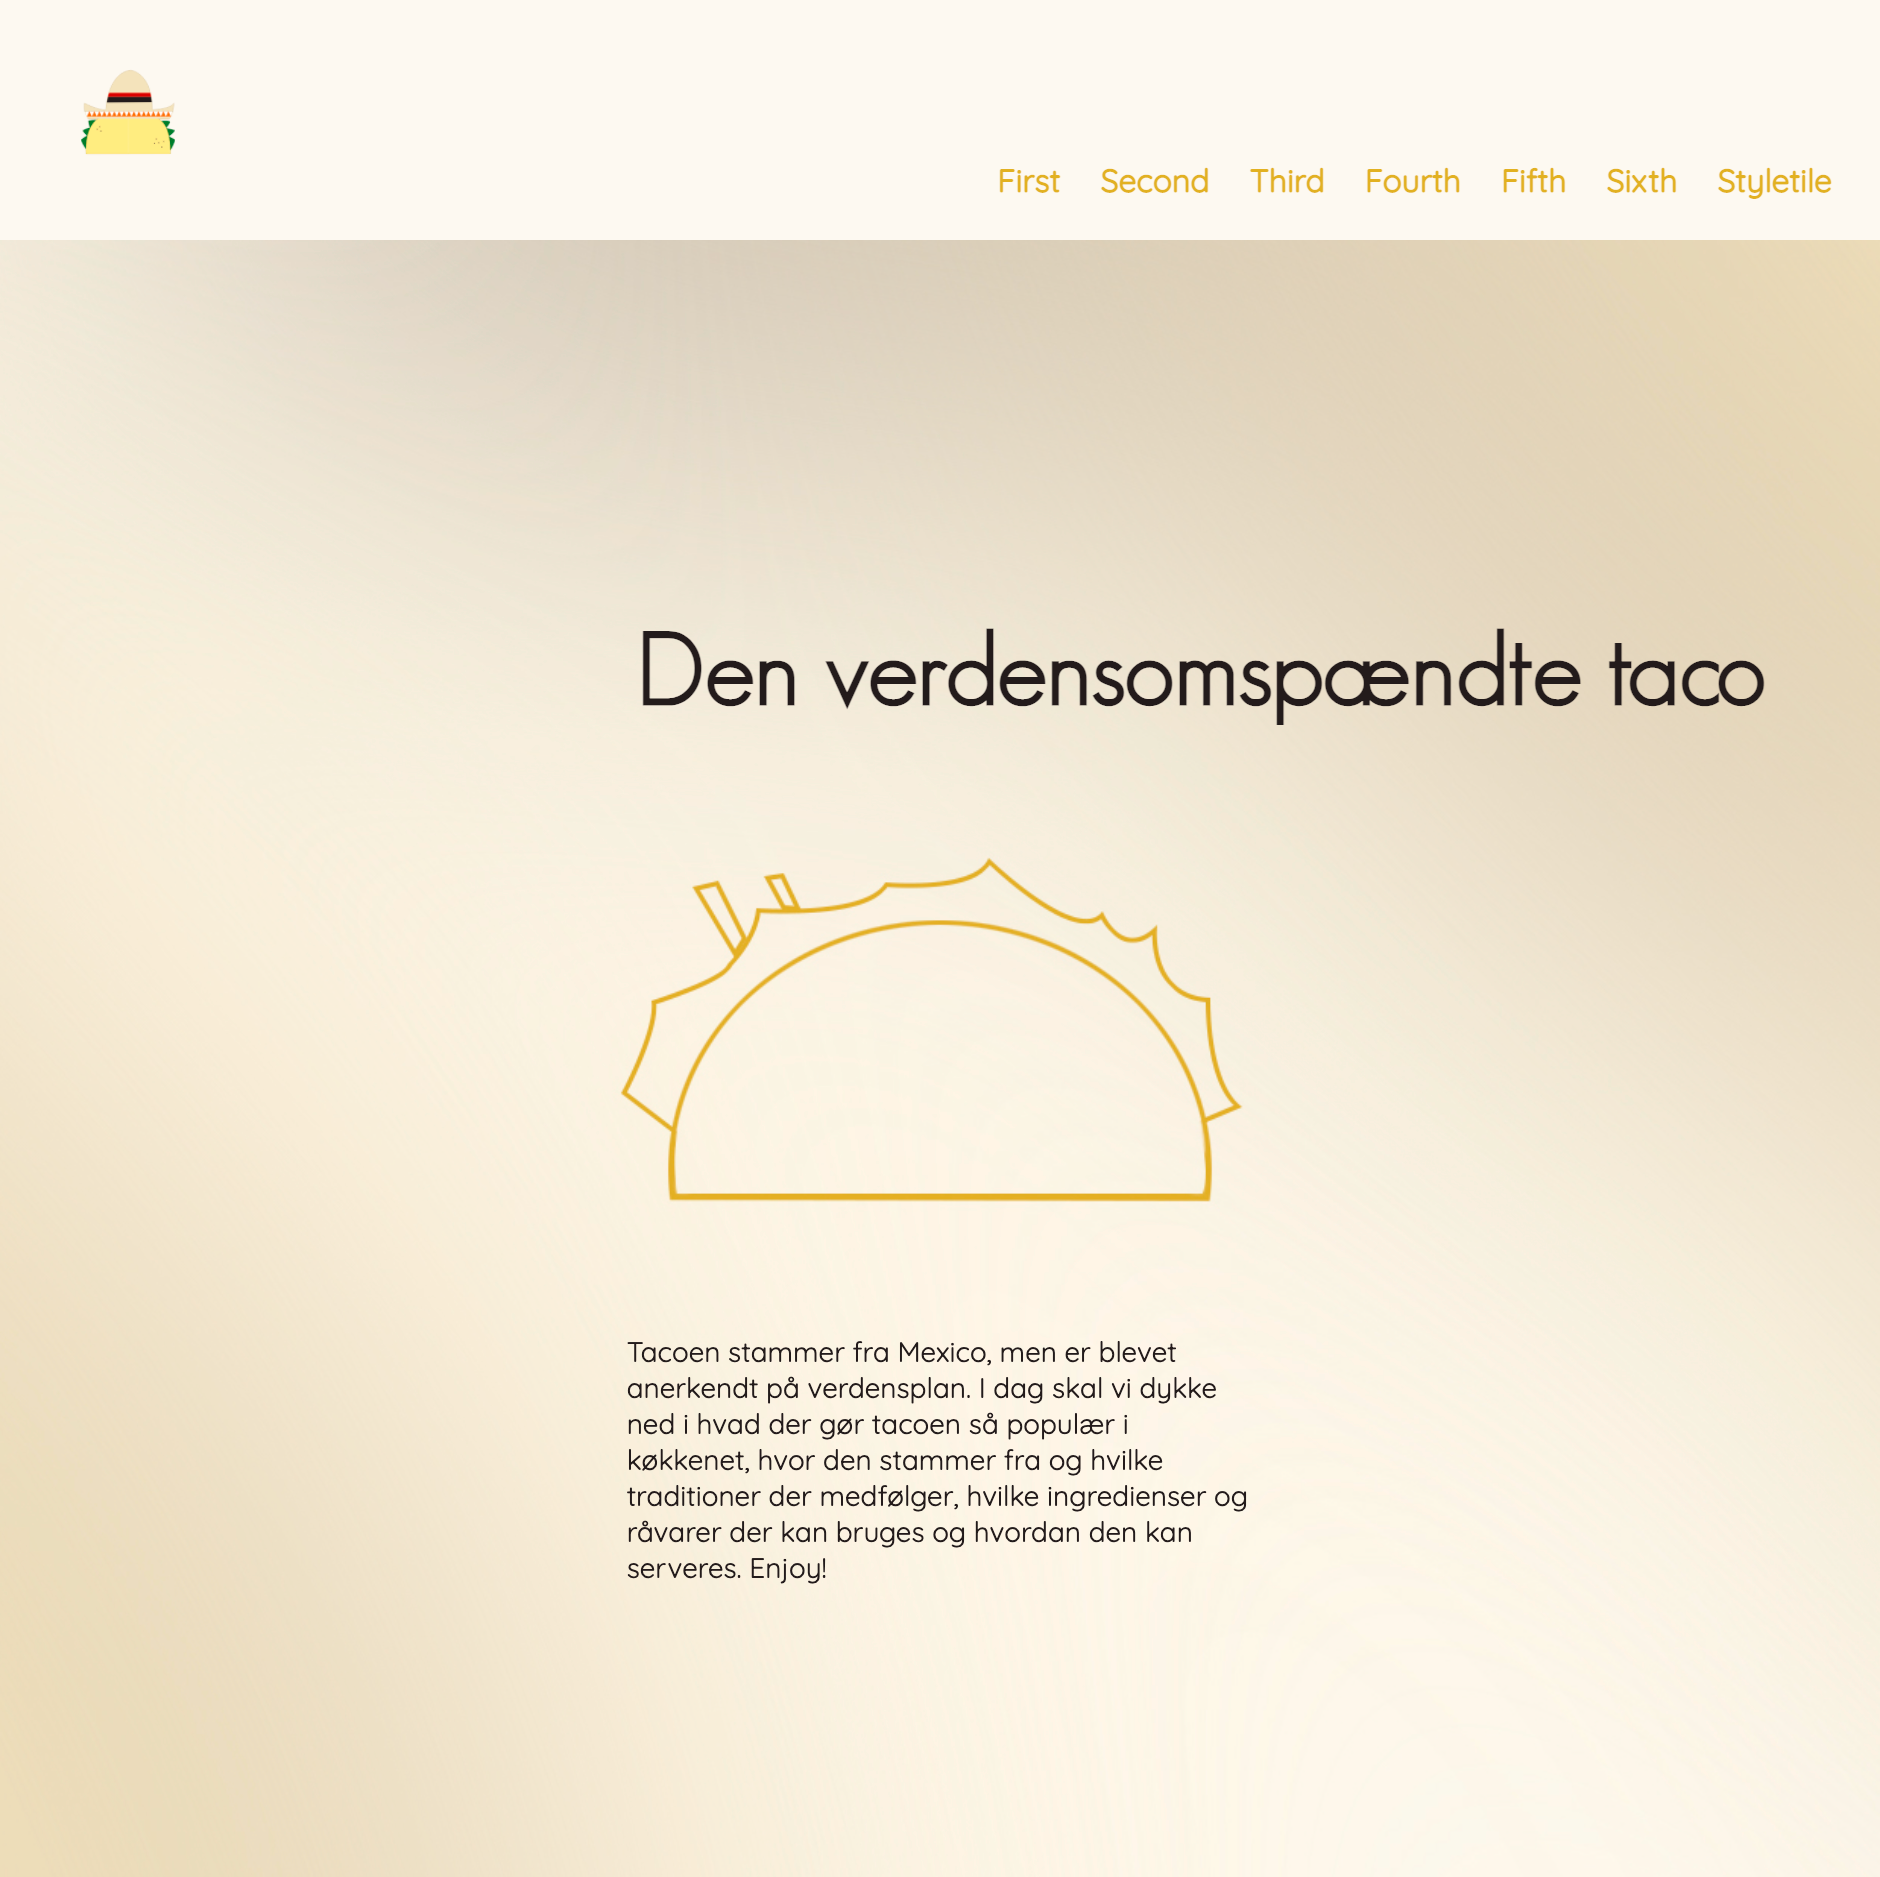 First Second Third Fourth Fifth Sixth Styletile
Den verdensomspændte taco
Tacoen stammer fra Mexico, men er blevet
anerkendt på verdensplan. I dag skal vi dykke
ned i hvad der gør tacoen så populær i
køkkenet, hvor den stammer fra og hvilke
traditioner der medfølger, hvilke ingredienser og
råvarer der kan bruges og hvordan den kan
serveres. Enjoy!